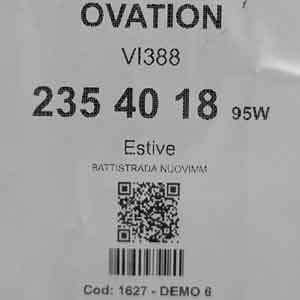 OVATION
VI388
235 40 18 95W
Estive
BATTISTRADA NUOVIMM
Cod: 1627 - DEMO 6